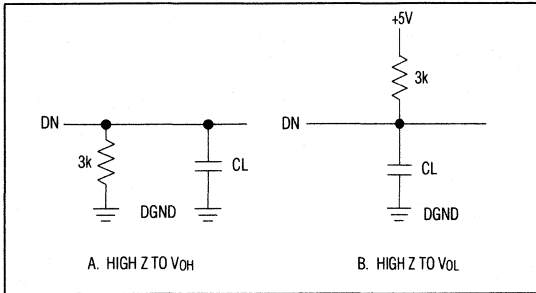 +5V
3k
DN
DN
3k
CL
CL
DGND
DGND
A. HIGH Z TO VOH
B. HIGH Z TO VOL